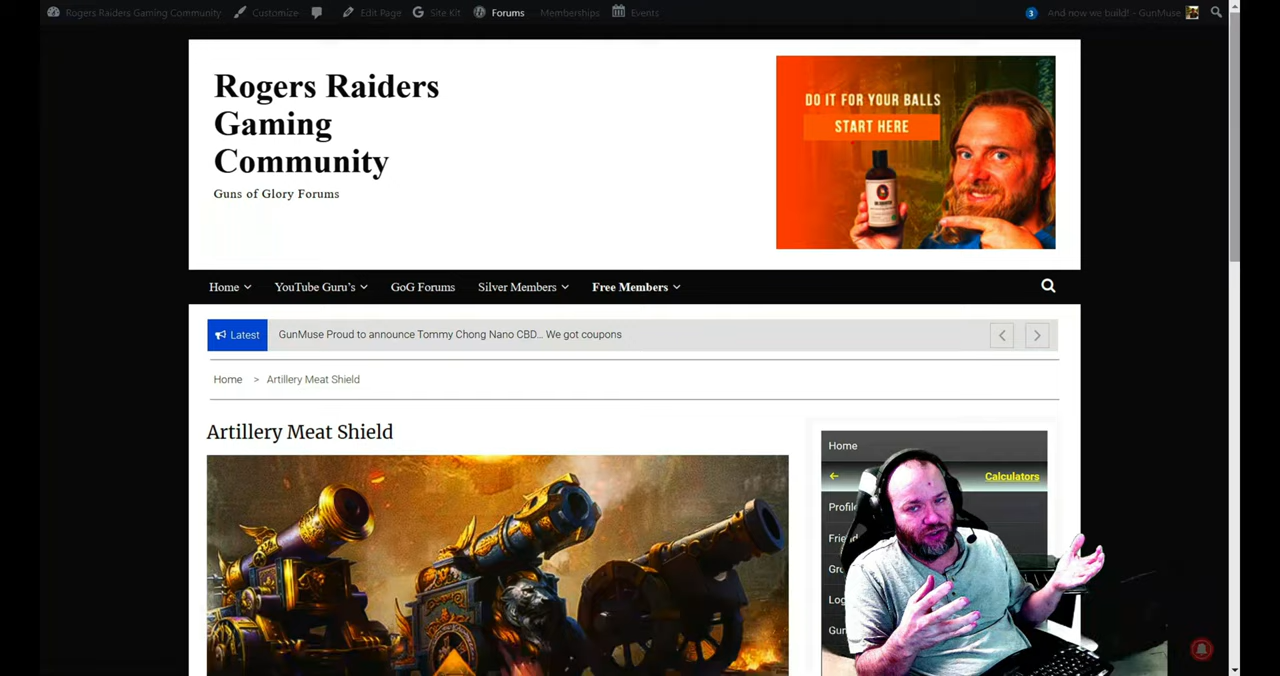 Rogers Raiders Gaming Community Customize Edit Page Site Kit Forums Memberships Events 3 And now we build! - GunMuse
Rogers Raiders
Gaming
Community
Guns of Glory Forums
DO IT FOR YOUR BALLS
START HERE
Home YouTube Guru's GoG Forums Silver Members Free Members
Latest GunMuse Proud to announce Tommy Chong Nano CBD... We got coupons
Home > Artillery Meat Shield
Artillery Meat Shield
Home
Calculators